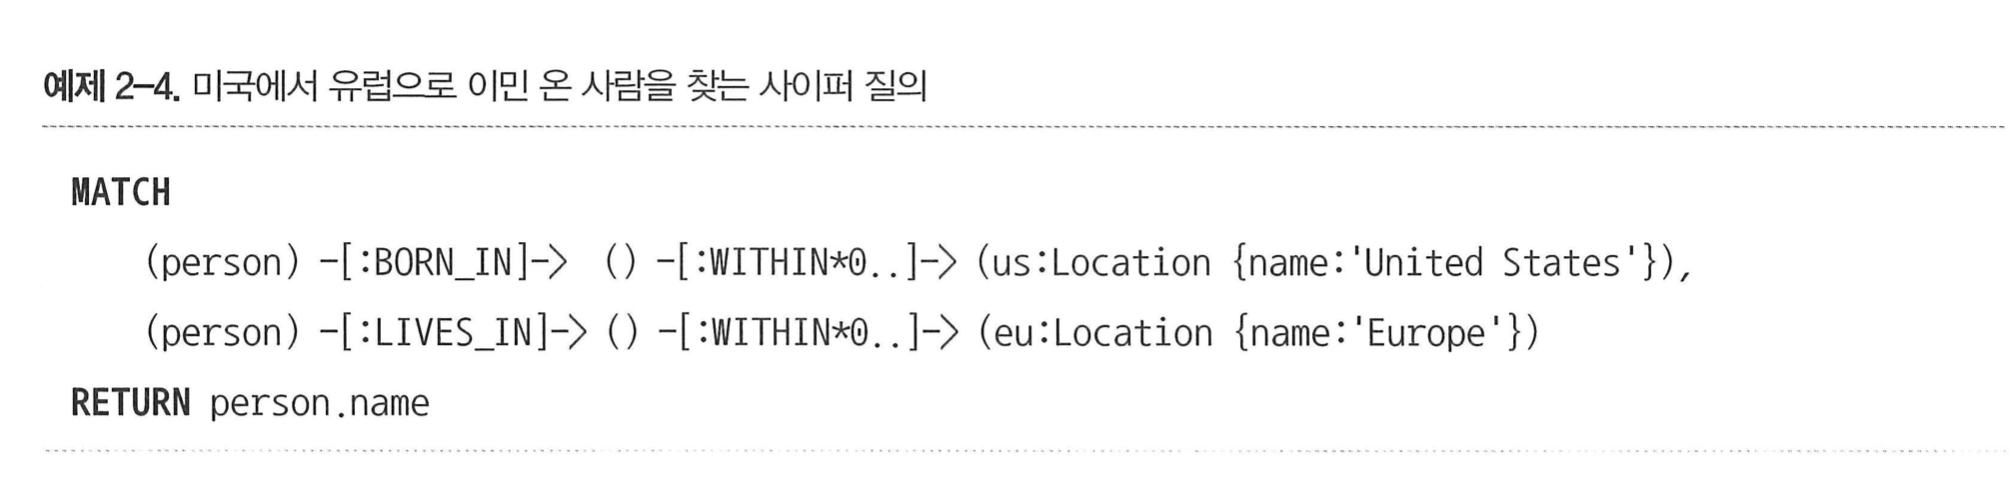 예제 2-4. 미국에서 유럽으로 이민 온 사람을 찾는 사이퍼 질의
MATCH
(person) -[:BORN_IN]-> () -[:WITHIN*0..]-> (us:Location {name:'United States'}),
(person) -[:LIVES_IN]-> () -[:WITHIN*0..]-> (eu:Location {name:'Europe'})
RETURN person.name